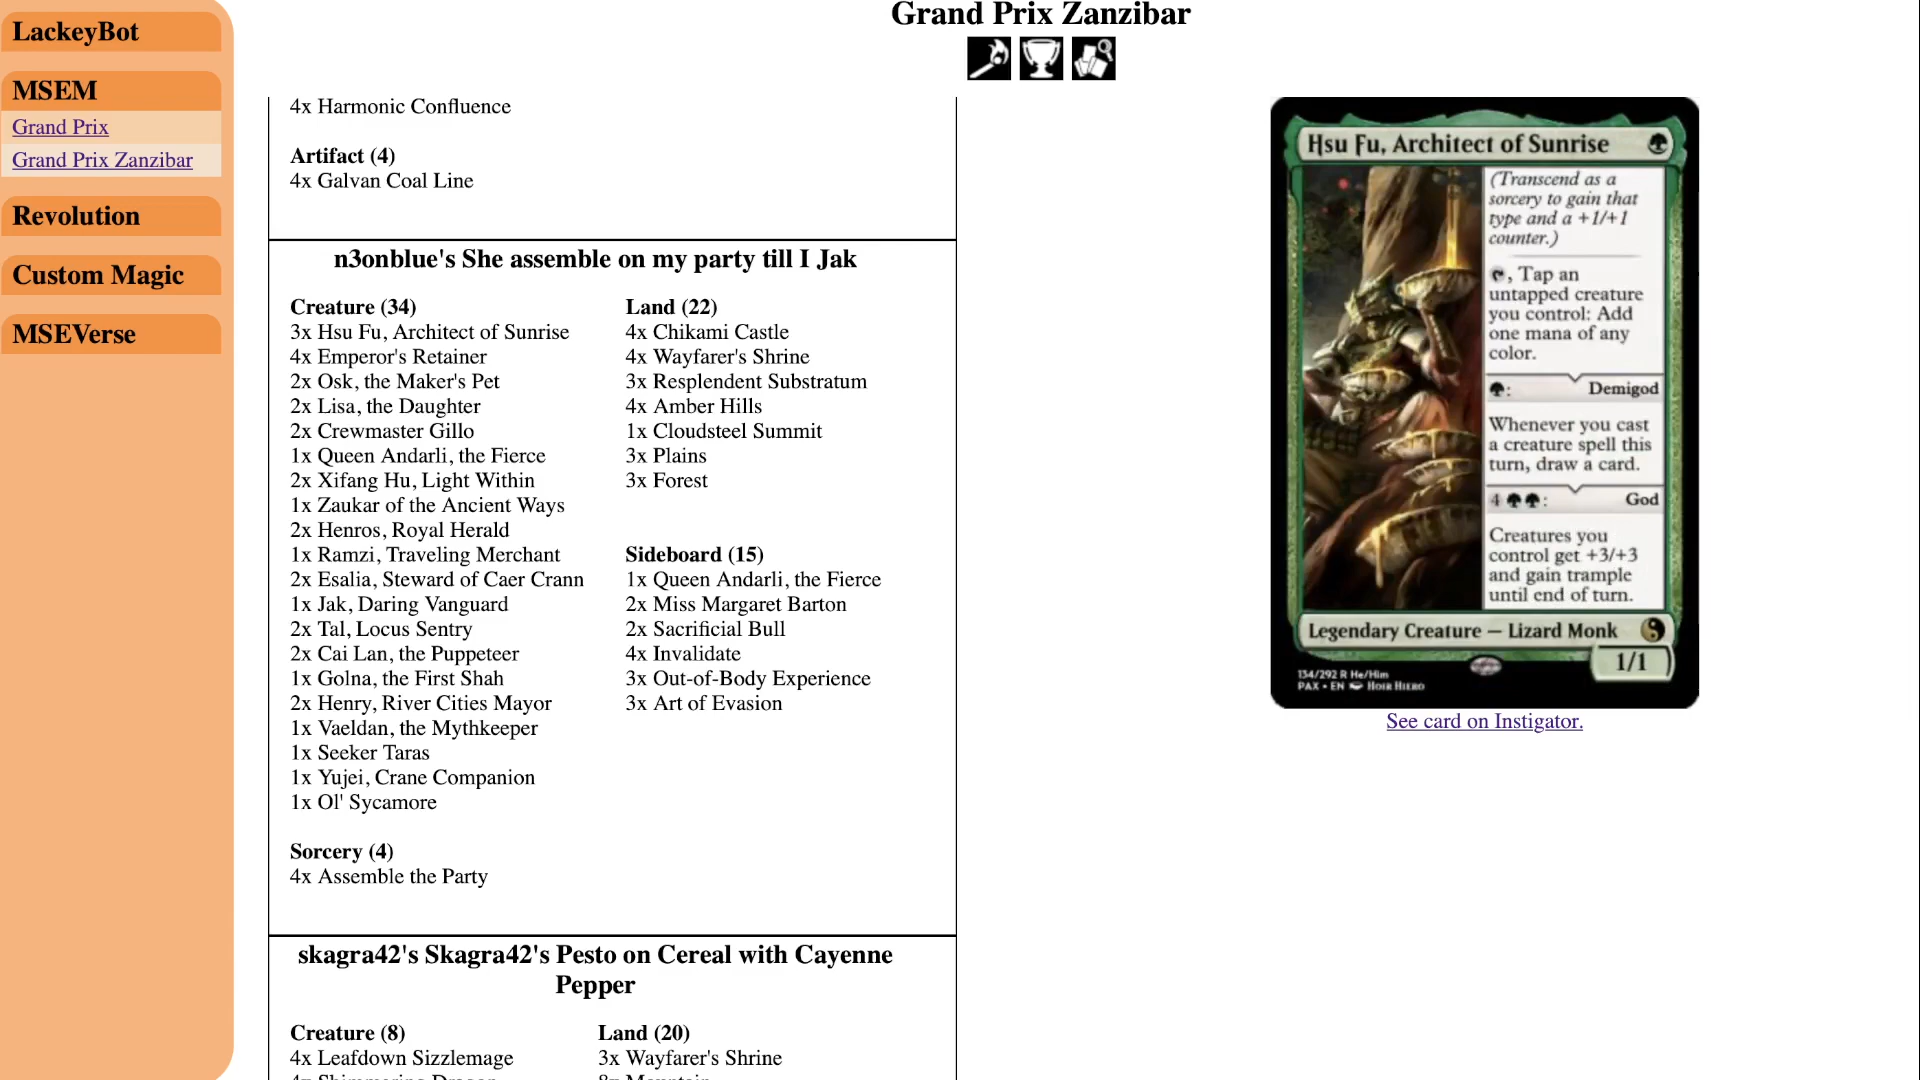 LackeyBot
MSEM
Grand Prix
Grand Prix Zanzibar
Revolution
Custom Magic
MSEVerse
Grand Prix Zanzibar
4x Harmonic Confluence
Artifact (4)
4x Galvan Coal Line
n3onblue's She assemble on my party till I Jak
Creature (34)
3x Hsu Fu, Architect of Sunrise
4x Emperor's Retainer
2x Osk, the Maker's Pet
2x Lisa, the Daughter
2x Crewmaster Gillo
1x Queen Andarli, the Fierce
2x Xifang Hu, Light Within
1x Zaukar of the Ancient Ways
2x Henros, Royal Herald
1x Ramzi, Traveling Merchant
2x Esalia, Steward of Caer Crann
1x Jak, Daring Vanguard
2x Tal, Locus Sentry
2x Cai Lan, the Puppeteer
1x Golna, the First Shah
2x Henry, River Cities Mayor
1x Vaeldan, the Mythkeeper
1x Seeker Taras
1x Yujei, Crane Companion
1x Ol' Sycamore
Sorcery (4)
4x Assemble the Party
Land (22)
4x Chikami Castle
4x Wayfarer's Shrine
3x Resplendent Substratum
4x Amber Hills
1x Cloudsteel Summit
3x Plains
3x Forest
Sideboard (15)
1x Queen Andarli, the Fierce
2x Miss Margaret Barton
2x Sacrificial Bull
4x Invalidate
3x Out-of-Body Experience
3x Art of Evasion
skagra42's Skagra42's Pesto on Cereal with Cayenne
Pepper
Creature (8)
4x Leafdown Sizzlemage
Land (20)
3x Wayfarer's Shrine
Hsu Fu, Architect of Sunrise
(Transcend as a
sorcery to gain that
type and a +1/+1
counter.)
, Tap an
untapped creature
you control: Add
one mana of any
color.
: Demigod
Whenever you cast
a creature spell this
turn, draw a card.
4 : God
Creatures you
control get +3/+3
and gain trample
until end of turn.
Legendary Creature — Lizard Monk
1/1
134/292 R He/Him
PAX • EN Hoir Hiero
See card on Instigator.